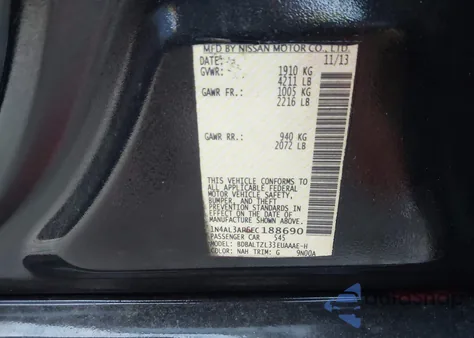 MFD BY NISSAN MOTOR CO., LTD.
DATE: 11/13
GVWR: 1910 KG
4211 LB
GAWR FR: 1005 KG
2216 LB
GAWR RR: 940 KG
2072 LB
THIS VEHICLE CONFORMS TO
ALL APPLICABLE FEDERAL
MOTOR VEHICLE SAFETY,
BUMPER, AND THEFT
PREVENTION STANDARDS
IN EFFECT ON THE DATE OF
MANUFACTURE SHOWN ABOVE.
188690
PASSENGER CAR 545
MODEL: BDBALTZL33EUAAAE-H
COLOR: NAH TRIM: G 9N00A